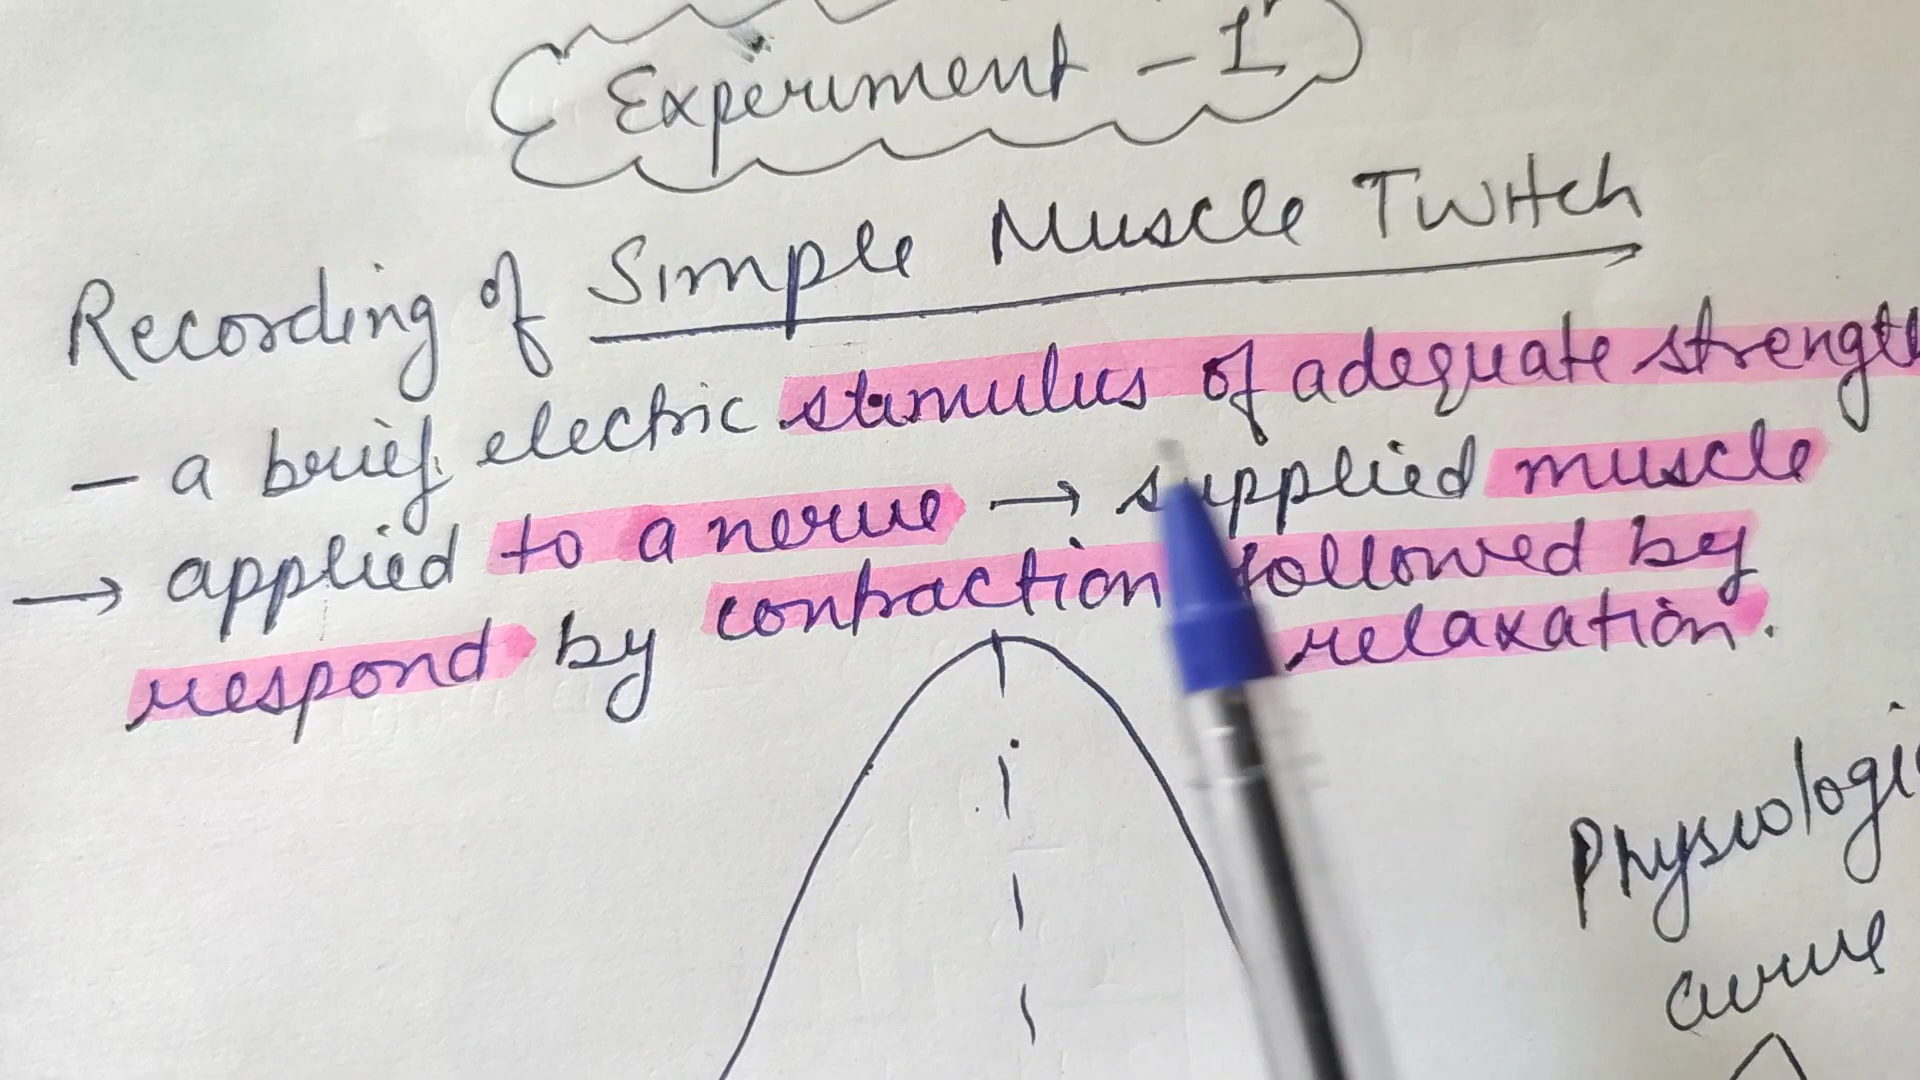 Experiment - 1
Recording of Simple Muscle Twitch
- a brief electric stimulus of adequate strength
→ applied to a nerve → supplied muscle
respond by contraction followed by
relaxation.
Physiologi
curve